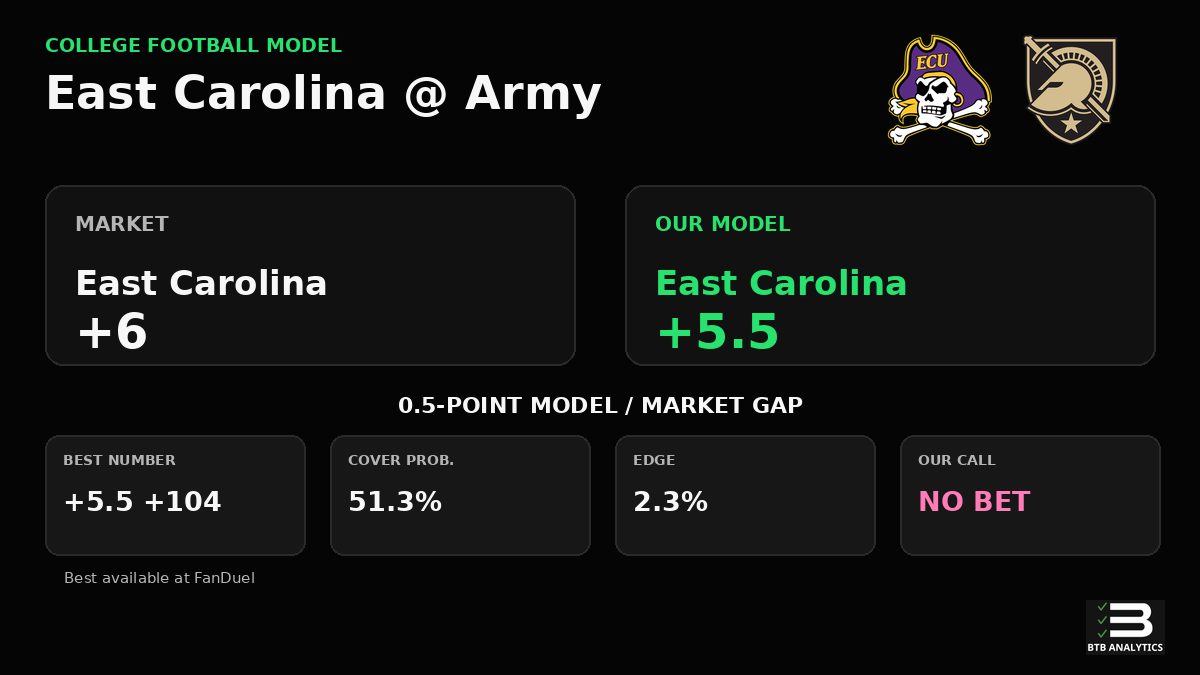 COLLEGE FOOTBALL MODEL
East Carolina @ Army
ECU
MARKET
East Carolina
+6
OUR MODEL
East Carolina
+5.5
0.5-POINT MODEL / MARKET GAP
BEST NUMBER
+5.5 +104
COVER PROB.
51.3%
EDGE
2.3%
OUR CALL
NO BET
Best available at FanDuel
B
BTB ANALYTICS